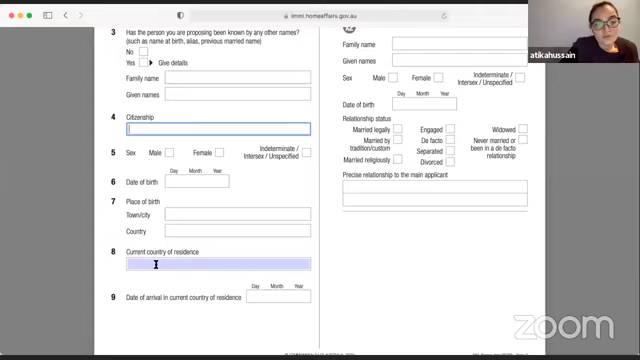 immi.homeaffairs.gov.au
3 Has the person you are proposing been known by any other names?
(such as name at birth, alias, previous married name)
No
Yes Give details
Family name
Given names
4 Citizenship
5 Sex Male Female Indeterminate /
Intersex / Unspecified
Day Month Year
6 Date of birth
7 Place of birth
Town/city
Country
8 Current country of residence
Day Month Year
9 Date of arrival in current country of residence
Family name
Given names
Sex Male Female Indeterminate /
Intersex / Unspecified
Day Month Year
Date of birth
Relationship status
Married legally Engaged Widowed
Married by
tradition/custom De facto Never married or
been in a de facto
relationship
Separated
Married religiously Divorced
Precise relationship to the main applicant
atikahussain
zoom